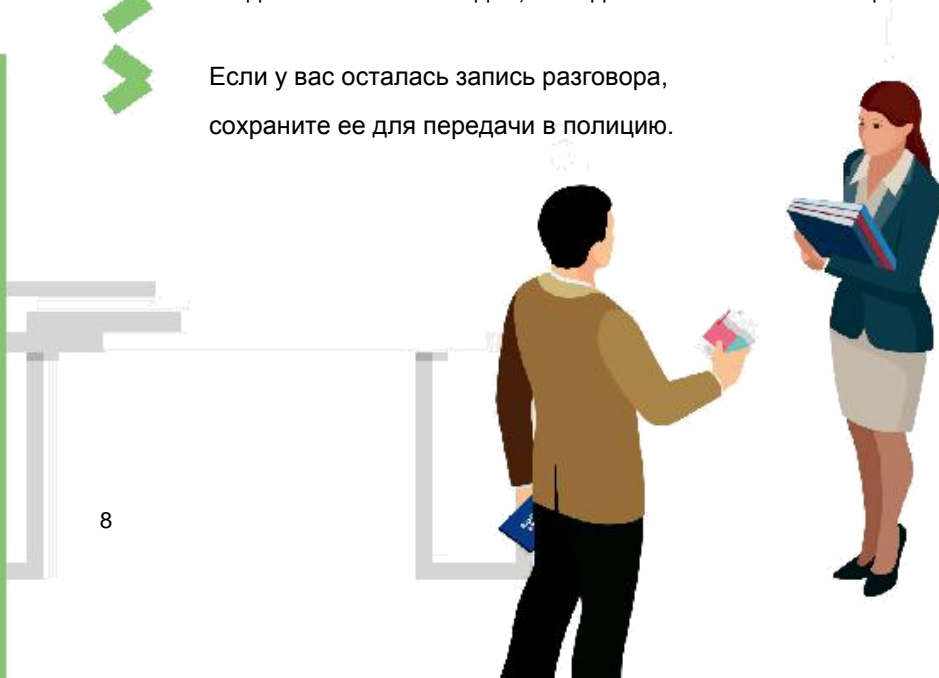 Если у вас осталась запись разговора,
сохраните ее для передачи в полицию.
8